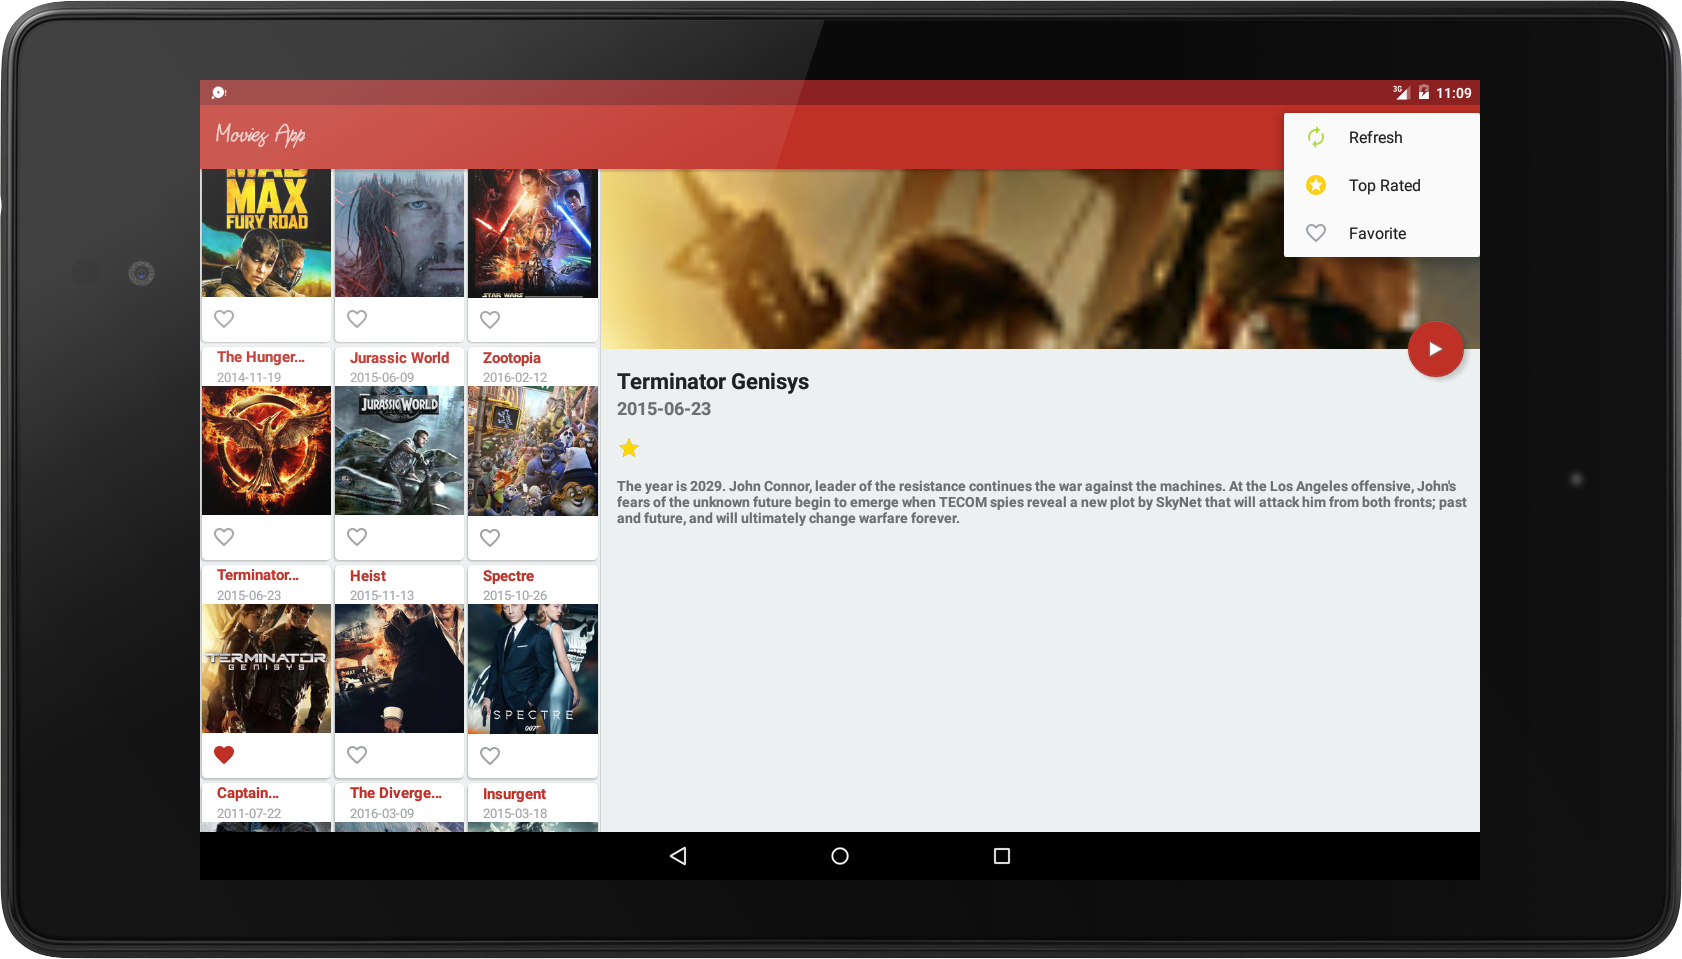 3G 11:09
Movies App
Refresh
Top Rated
Favorite
MAD
MAX
FURY ROAD
STAR WARS
The Hunger...
2014-11-19
Jurassic World
2015-06-09
JURASSIC WORLD
Zootopia
2016-02-12
Terminator...
2015-06-23
TERMINATOR
GENISYS
Heist
2015-11-13
Spectre
2015-10-26
SPECTRE
007
Captain...
2011-07-22
The Diverge...
2016-03-09
Insurgent
2015-03-18
Terminator Genisys
2015-06-23
The year is 2029. John Connor, leader of the resistance continues the war against the machines. At the Los Angeles offensive, John's
fears of the unknown future begin to emerge when TECOM spies reveal a new plot by SkyNet that will attack him from both fronts; past
and future, and will ultimately change warfare forever.